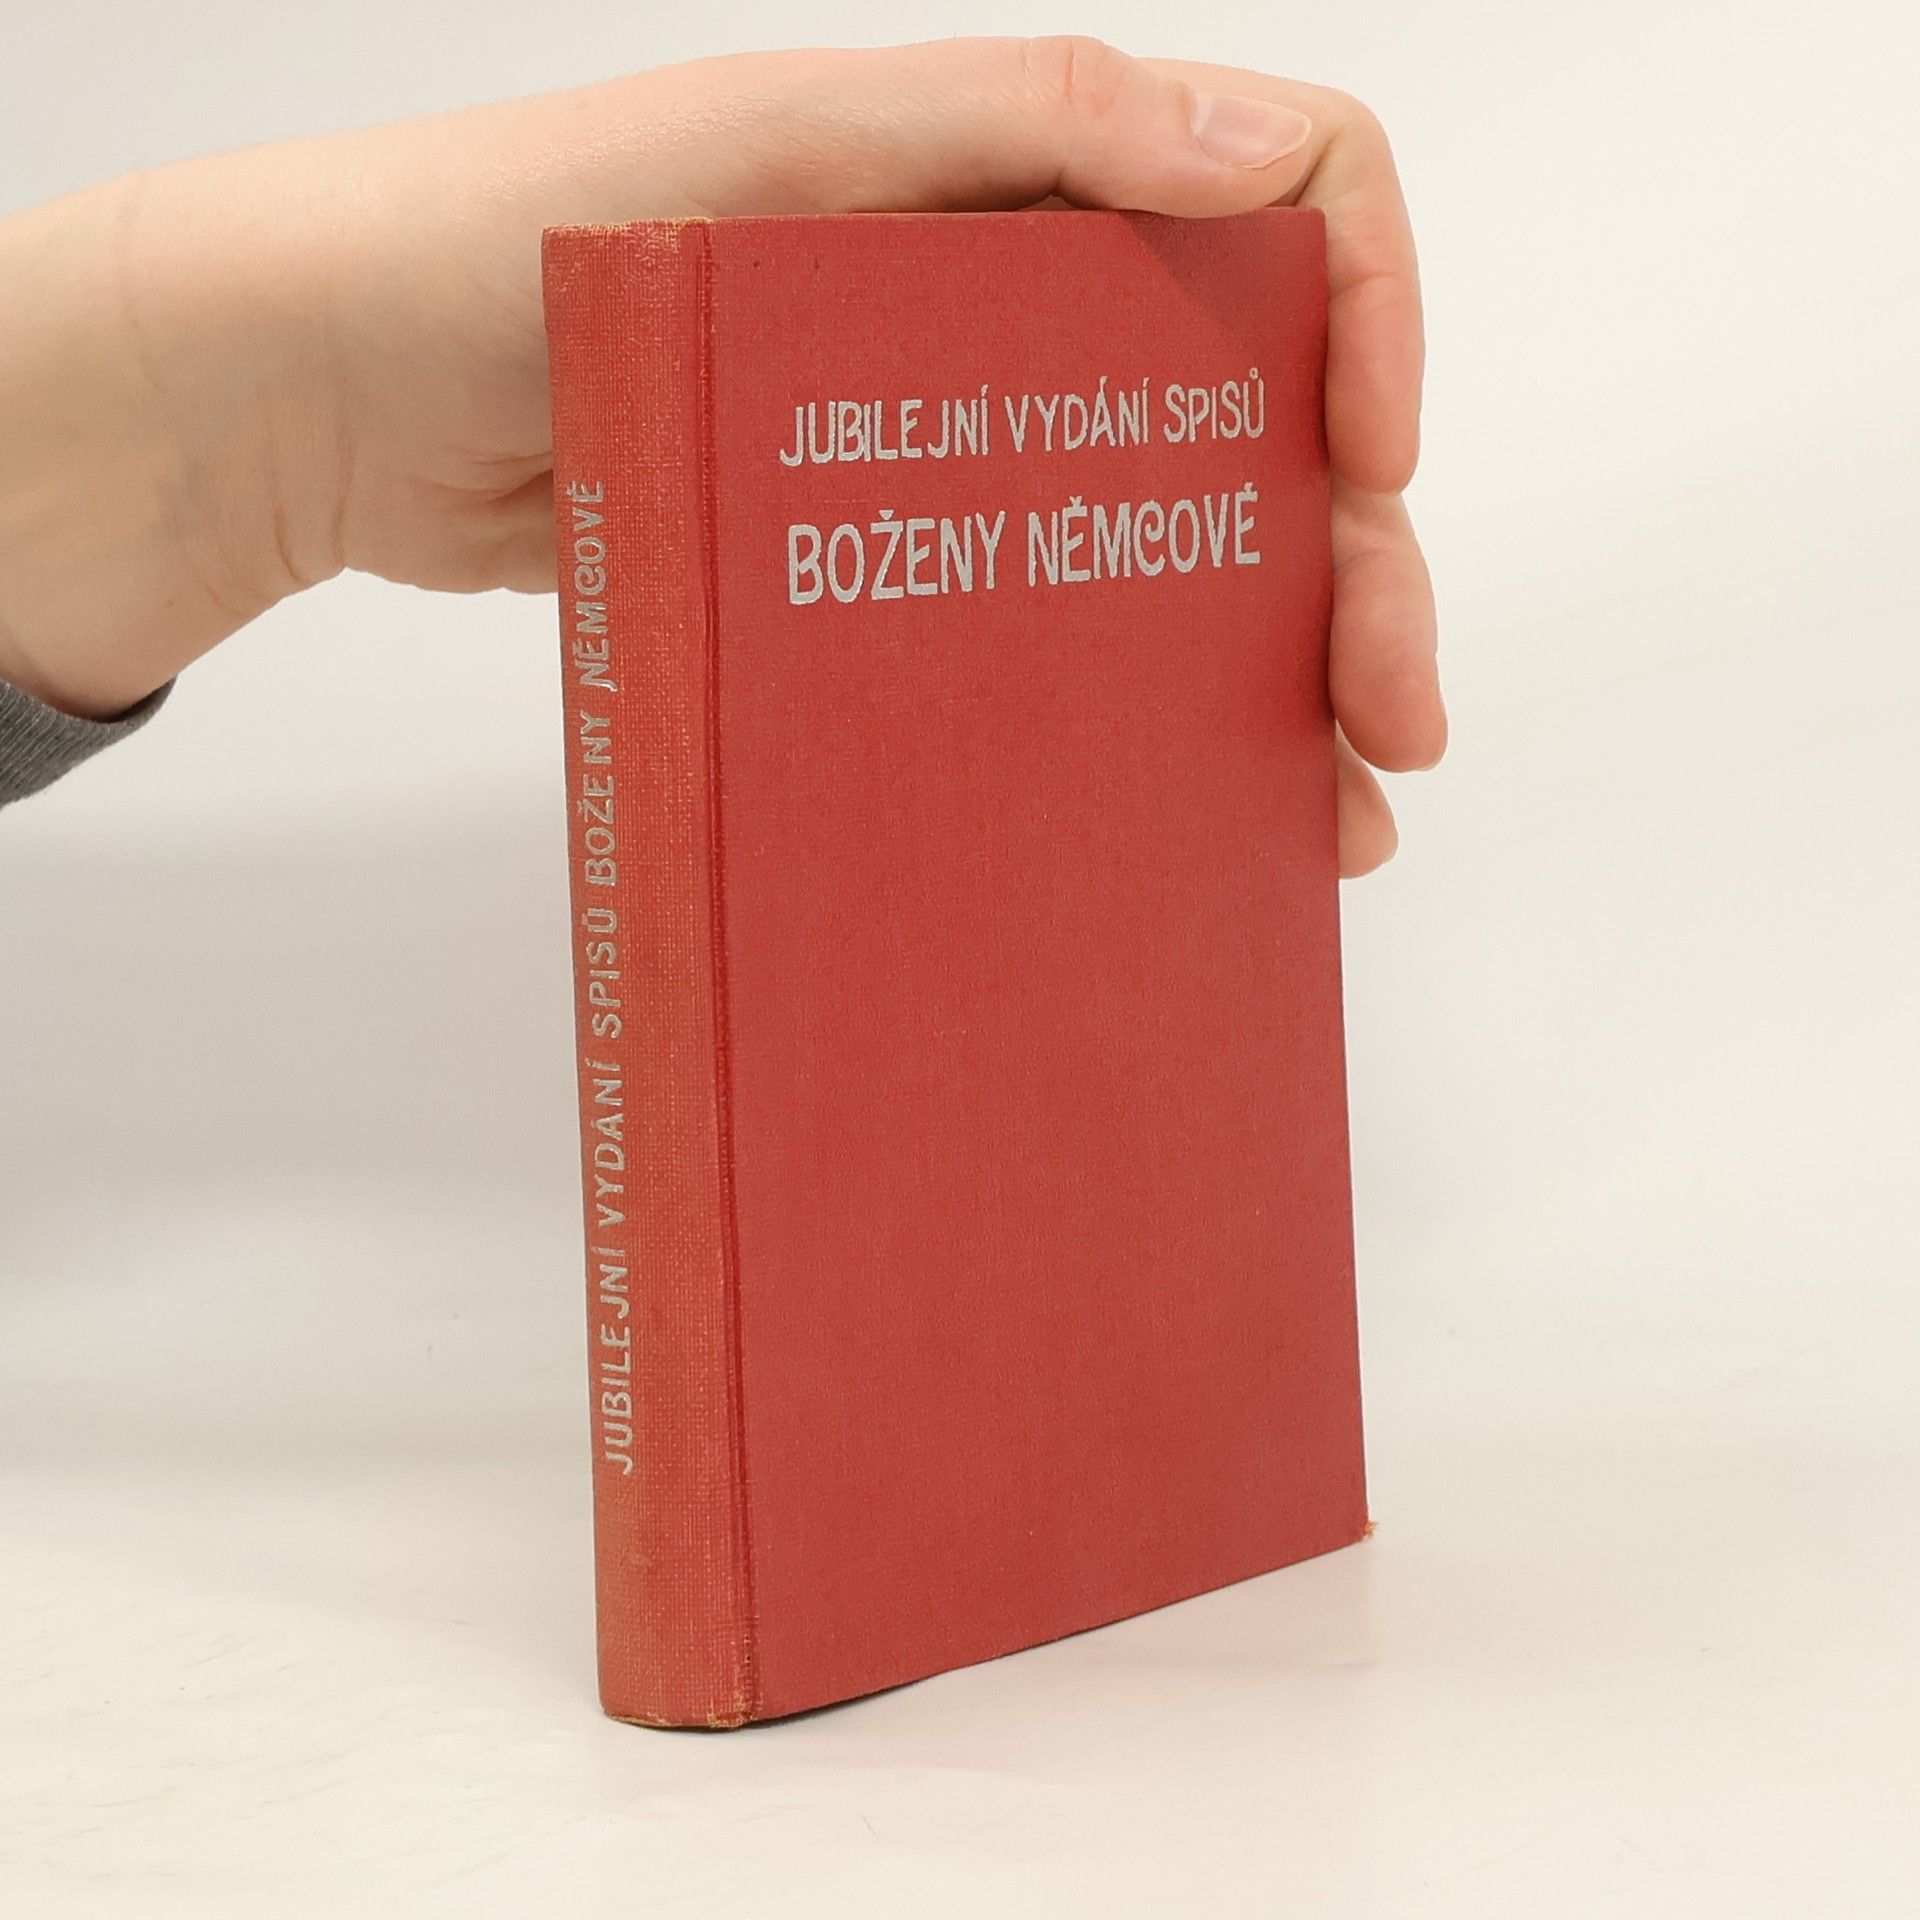 JUBILEJNÍ VYDÁNÍ SPISŮ
BOŽENY NĚMCOVÉ
JUBILEJNÍ VYDÁNÍ SPISŮ BOŽENY NĚMCOVÉ